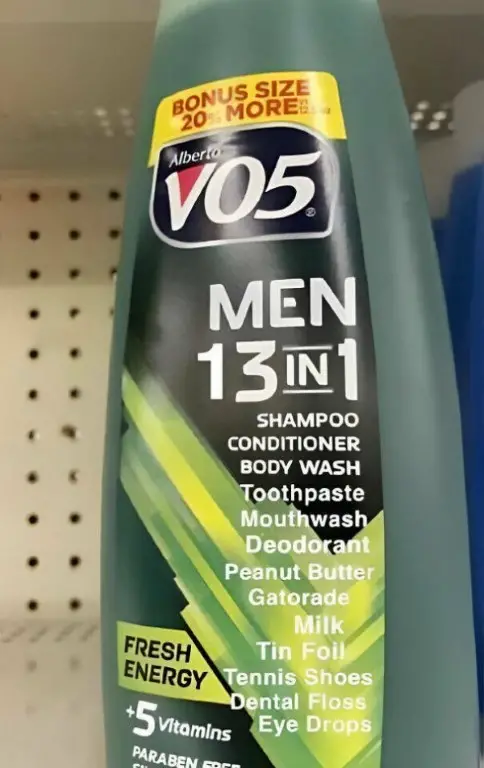 BONUS SIZE
20% MORE
Alberto
VO5®
MEN
13 IN 1
SHAMPOO
CONDITIONER
BODY WASH
Toothpaste
Mouthwash
Deodorant
Peanut Butter
Gatorade
Milk
Tin Foil
Tennis Shoes
Dental Floss
Eye Drops
FRESH
ENERGY
+5 Vitamins
PARABEN FREE